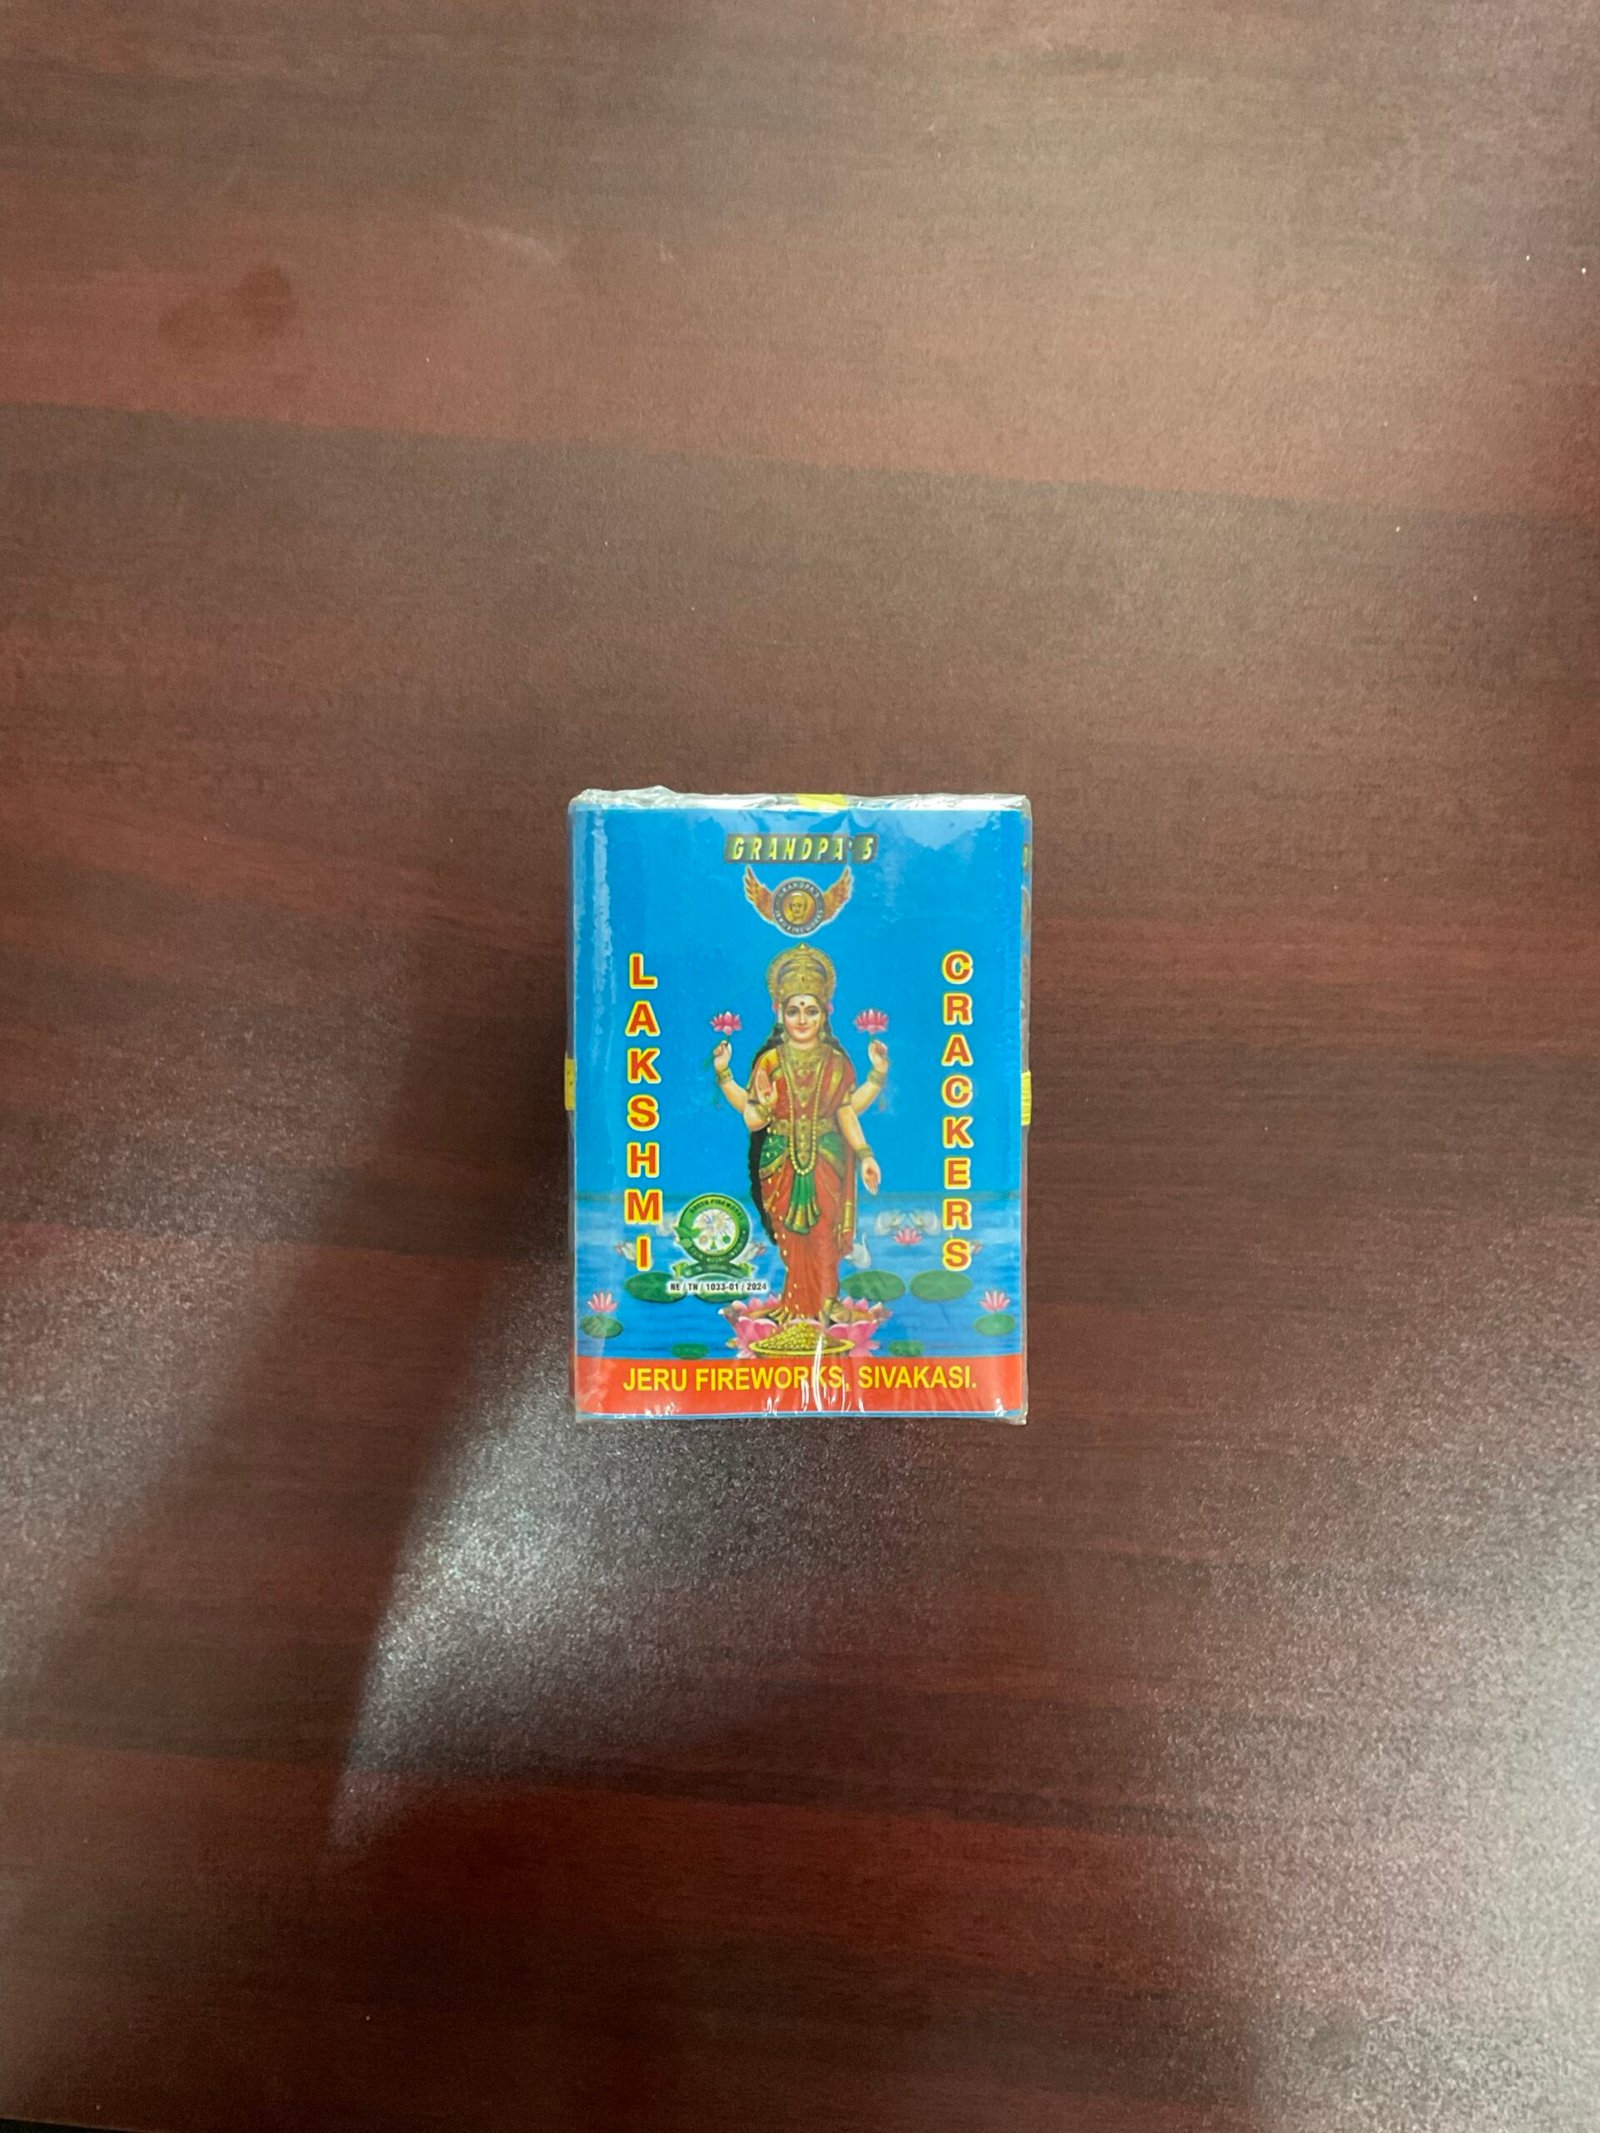 GRANDPA'S
LAKSHMI
CRACKERS
NE / TN / 1033-01 / 2024
JERU FIREWORKS, SIVAKASI.